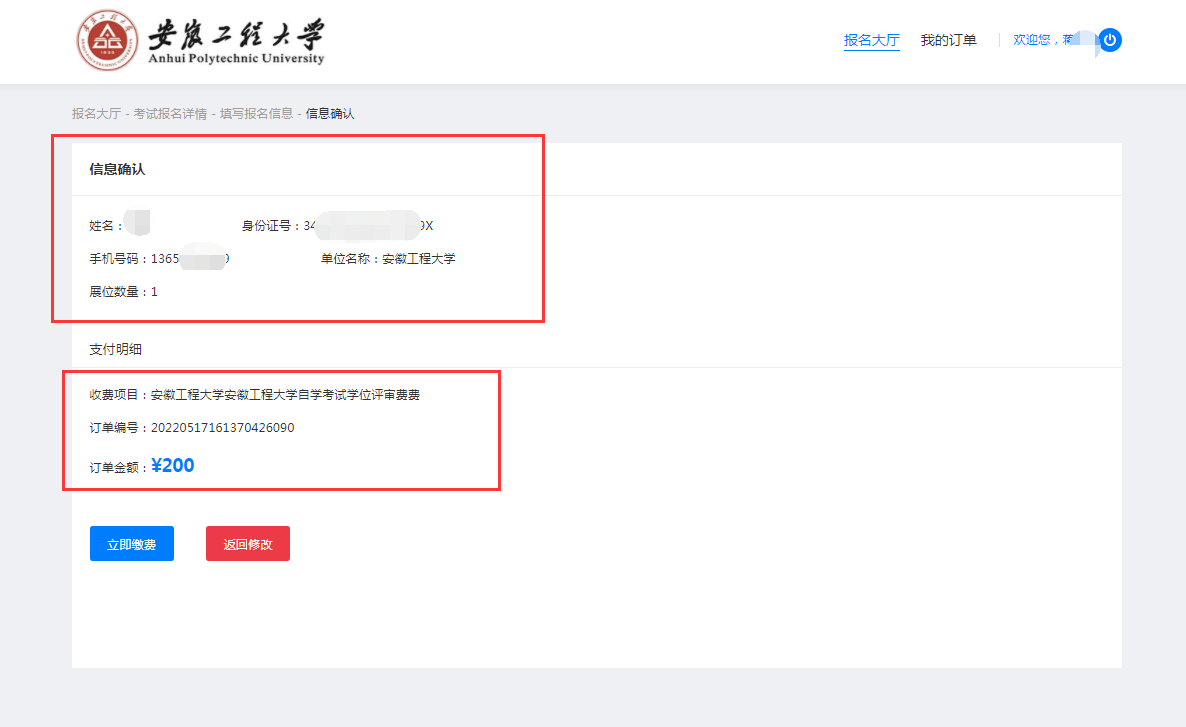 安徽工程大学
Anhui Polytechnic University
报名大厅 我的订单 欢迎您，蒋
报名大厅 - 考试报名详情 - 填写报名信息 - 信息确认
信息确认
姓名： 身份证号：34 9X
手机号码：1365 9 单位名称：安徽工程大学
展位数量：1
支付明细
收费项目：安徽工程大学安徽工程大学自学考试学位评审费费
订单编号：20220517161370426090
订单金额：¥200
立即缴费 返回修改